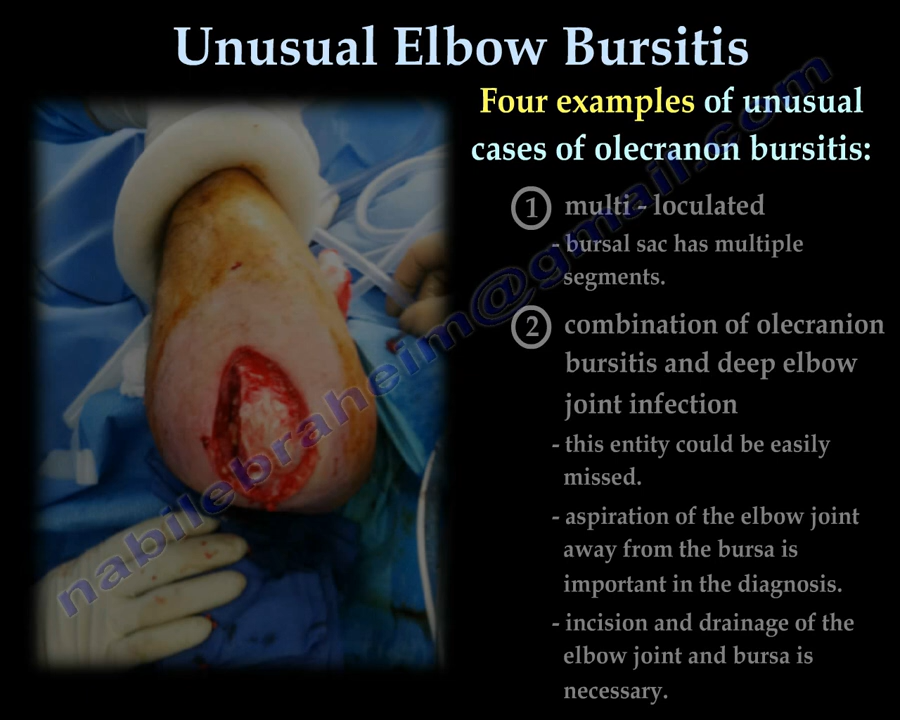 Unusual Elbow Bursitis
Four examples of unusual
cases of olecranon bursitis:
1 multi - loculated
- bursal sac has multiple
segments.
2 combination of olecranion
bursitis and deep elbow
joint infection
- this entity could be easily
missed.
- aspiration of the elbow joint
away from the bursa is
important in the diagnosis.
- incision and drainage of the
elbow joint and bursa is
necessary.
nabilebraheim@gmail.com